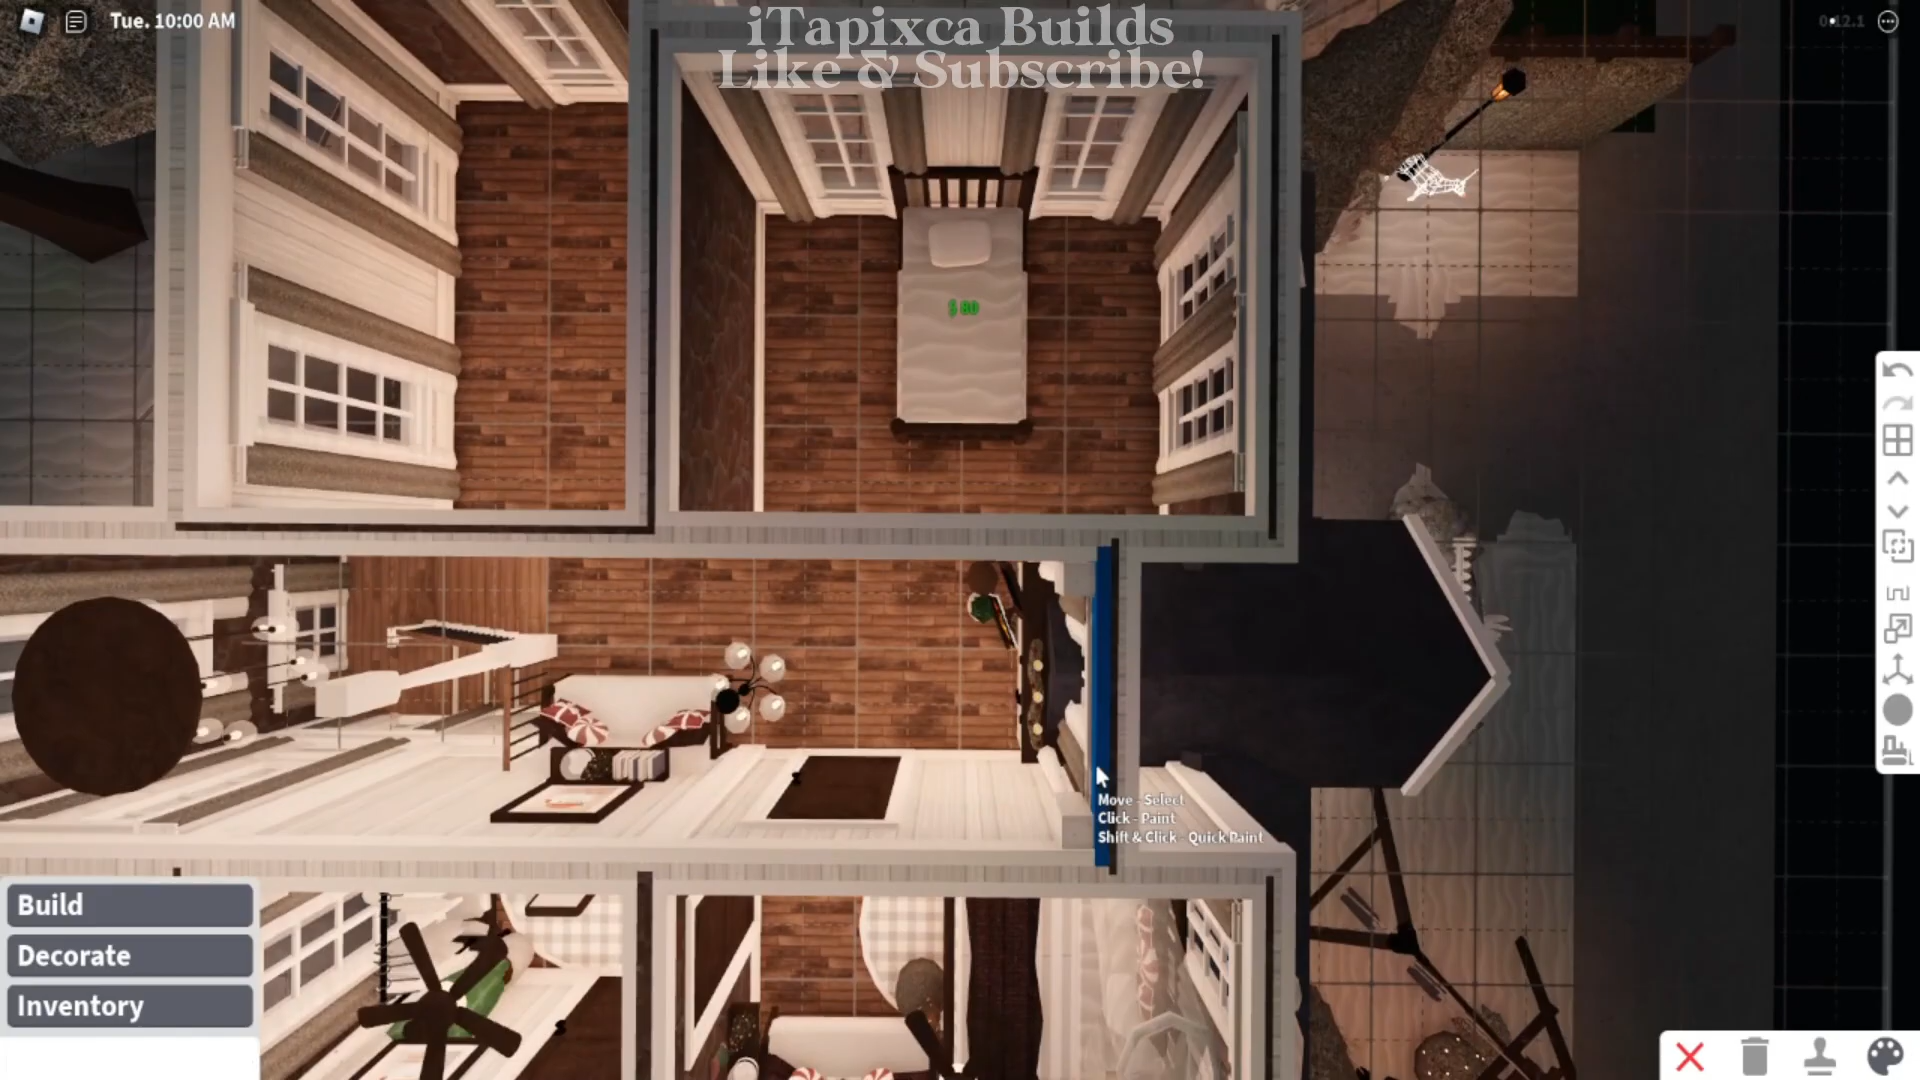 Tue. 10:00 AM
iTapixca Builds
Like & Subscribe!
$ 80
Move - Select
Click - Paint
Shift & Click - Quick Paint
Build
Decorate
Inventory